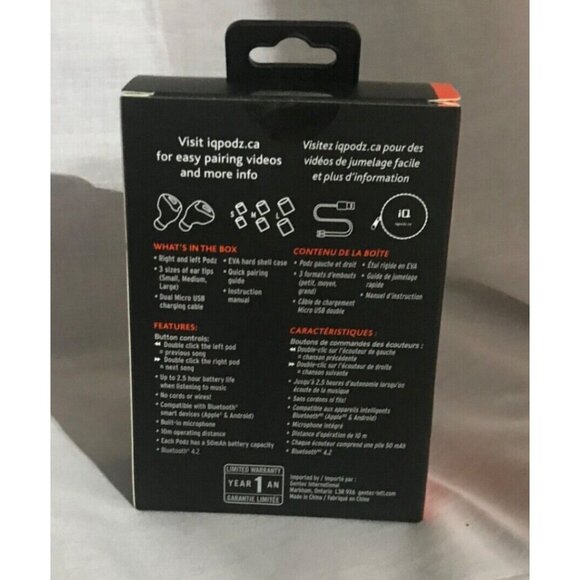 Visit iqpodz.ca
for easy pairing videos
and more info
Visitez iqpodz.ca pour des
vidéos de jumelage facile
et plus d'information
S M L
iQ
iqpodz.ca
WHAT'S IN THE BOX
• Right and left Podz
• 3 sizes of ear tips
(Small, Medium,
Large)
• Dual Micro USB
charging cable
• EVA hard shell case
• Quick pairing
guide
• Instruction
manual
CONTENU DE LA BOÎTE
• Podz gauche et droit
• 3 formats d'embouts
(petit, moyen,
grand)
• Câble de chargement
Micro USB double
• Étui rigide en EVA
• Guide de jumelage
rapide
• Manuel d'instruction
FEATURES:
Button controls:
Double click the left pod
= previous song
Double click the right pod
= next song
• Up to 2.5 hour battery life
when listening to music
• No cords or wires!
• Compatible with Bluetooth®
smart devices (Apple® & Android)
• Built-in microphone
• 10m operating distance
• Each Podz has a 50mAh battery capacity
• Bluetooth® 4.2
CARACTÉRISTIQUES :
Boutons de commandes des écouteurs :
Double-clic sur l'écouteur de gauche
= chanson précédente
Double-clic sur l'écouteur de droite
= chanson suivante
• Jusqu'à 2.5 heures d'autonomie lorsqu'on
écoute de la musique
• Sans cordons ni fils!
• Compatible aux appareils intelligents
Bluetooth (Apple & Android)
• Microphone intégré
• Distance d'opération de 10 m
• Chaque écouteur comprend une pile 50 mAh
• Bluetooth 4.2
LIMITED WARRANTY
YEAR 1 AN
GARANTIE LIMITÉE
Imported by / Importé par :
Gentec International
Markham, Ontario L3R 9X6 gentec-intl.com
Made in China / Fabriqué en Chine